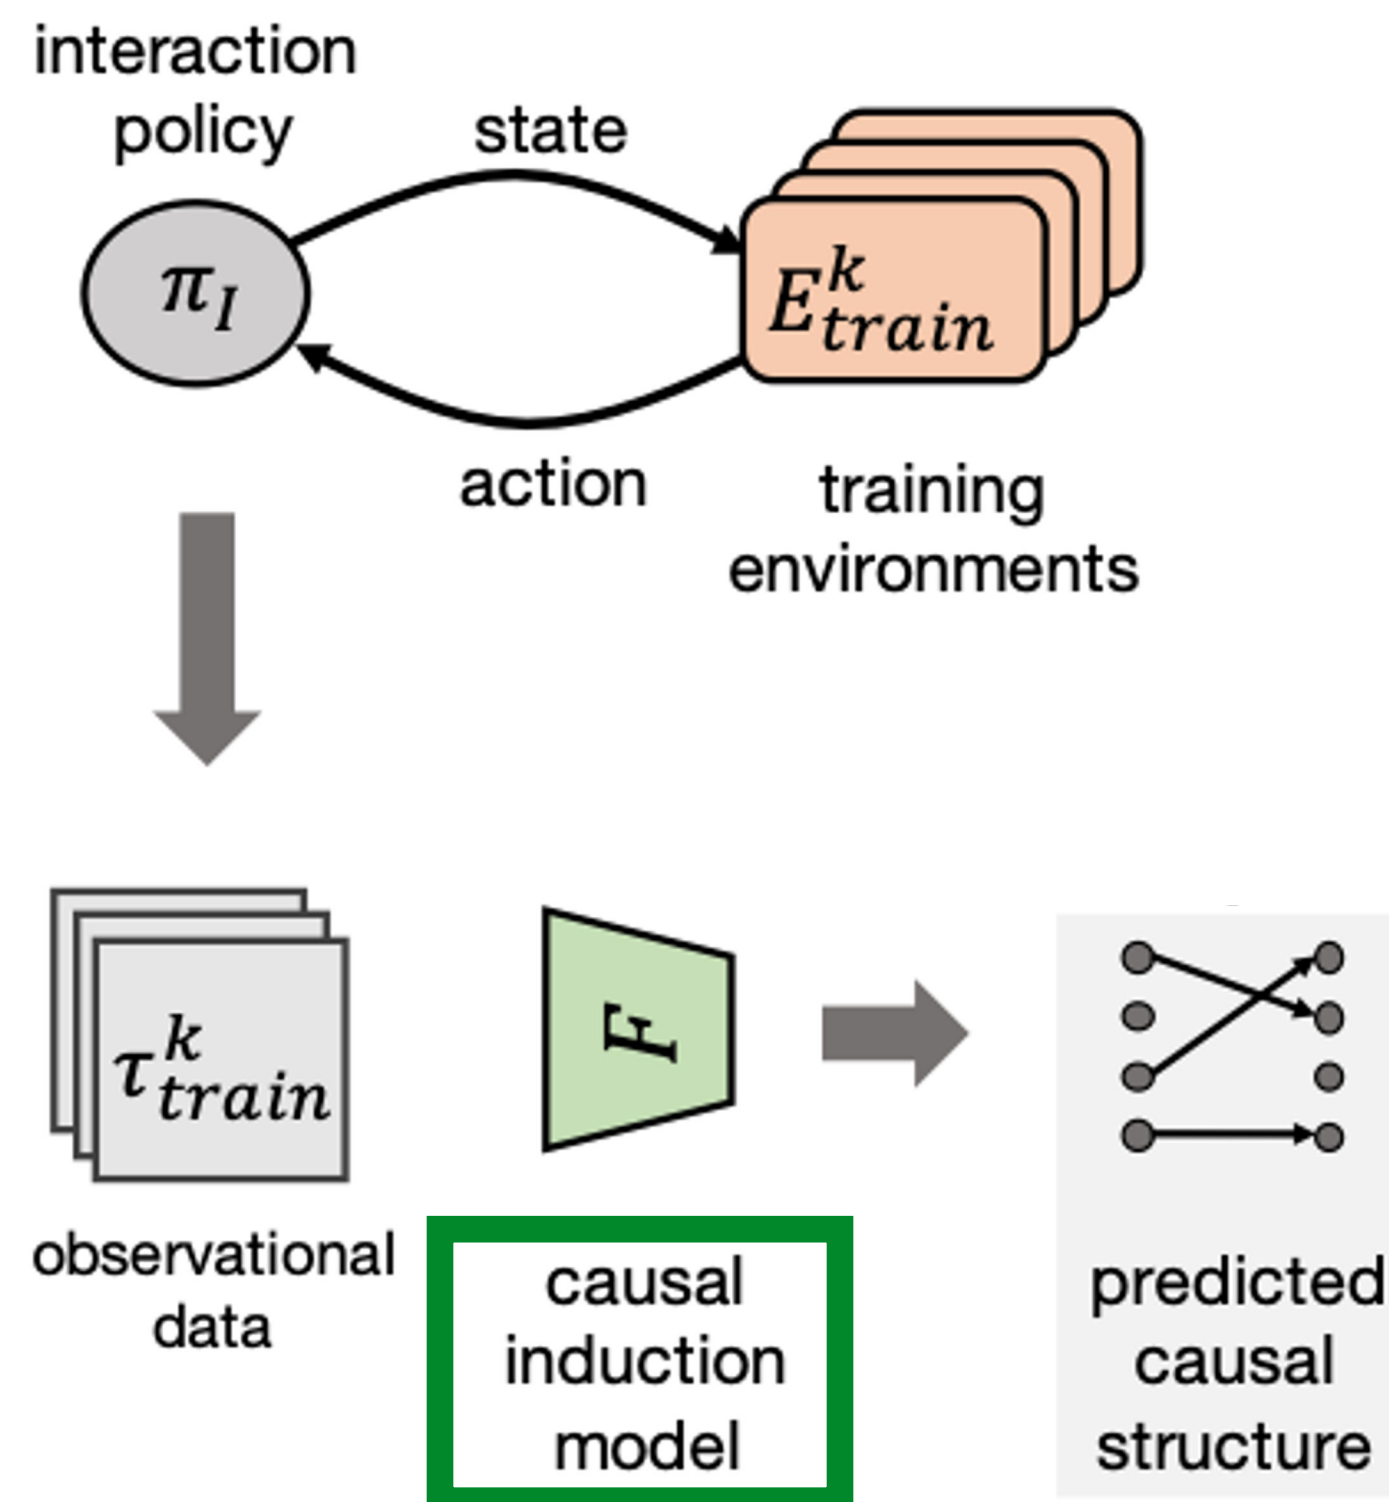 interaction
policy
state
π_I
E^k_train
action
training
environments
τ^k_train
F
observational
data
causal
induction
model
predicted
causal
structure